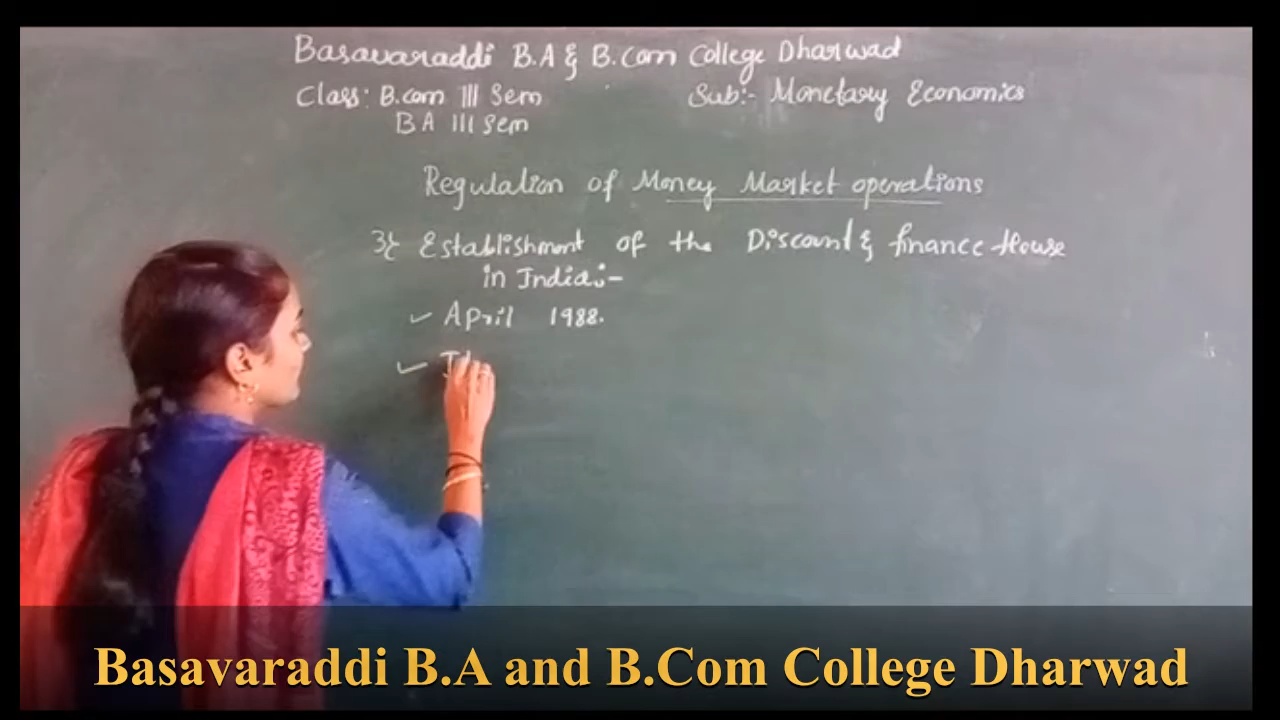 Basavaraddi B.A & B.Com College Dharwad
Class: B.com III Sem
Sub:- Monetary Economics
BA III Sem
Regulation of Money Market operations
3} Establishment of the Discount & finance House
in India:-
✓ April 1988.
✓
Basavaraddi B.A and B.Com College Dharwad